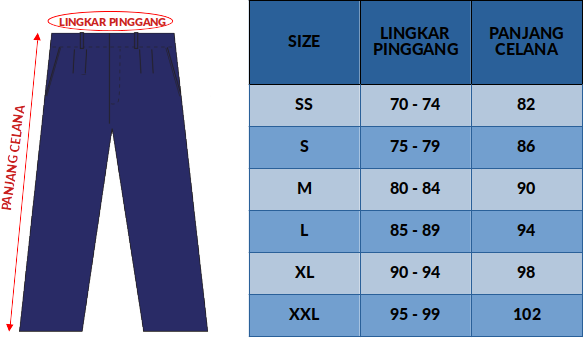 LINGKAR PINGGANG
PANJANG CELANA
SIZE LINGKAR PINGGANG PANJANG CELANA
SS 70 - 74 82
S 75 - 79 86
M 80 - 84 90
L 85 - 89 94
XL 90 - 94 98
XXL 95 - 99 102